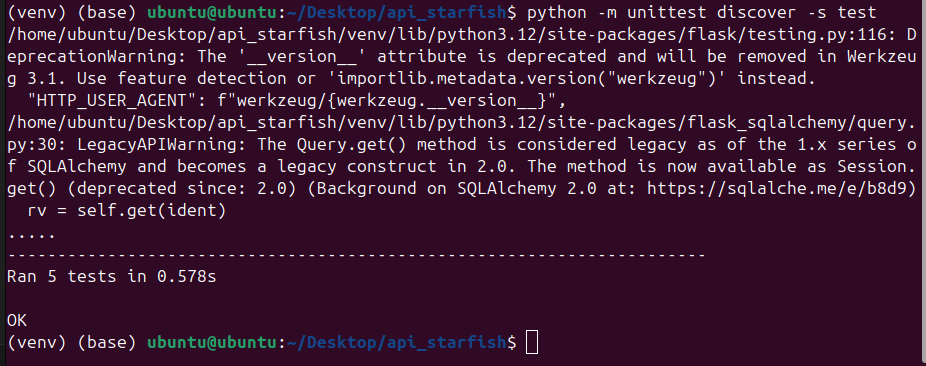 (venv) (base) ubuntu@ubuntu:~/Desktop/api_starfish$ python -m unittest discover -s test
/home/ubuntu/Desktop/api_starfish/venv/lib/python3.12/site-packages/flask/testing.py:116: D
eprecationWarning: The '__version__' attribute is deprecated and will be removed in Werkzeu
g 3.1. Use feature detection or 'importlib.metadata.version("werkzeug")' instead.
  "HTTP_USER_AGENT": f"werkzeug/{werkzeug.__version__}",
/home/ubuntu/Desktop/api_starfish/venv/lib/python3.12/site-packages/flask_sqlalchemy/query.
py:30: LegacyAPIWarning: The Query.get() method is considered legacy as of the 1.x series o
f SQLAlchemy and becomes a legacy construct in 2.0. The method is now available as Session.
get() (deprecated since: 2.0) (Background on SQLAlchemy 2.0 at: https://sqlalche.me/e/b8d9)
  rv = self.get(ident)
.....
----------------------------------------------------------------------
Ran 5 tests in 0.578s

OK
(venv) (base) ubuntu@ubuntu:~/Desktop/api_starfish$